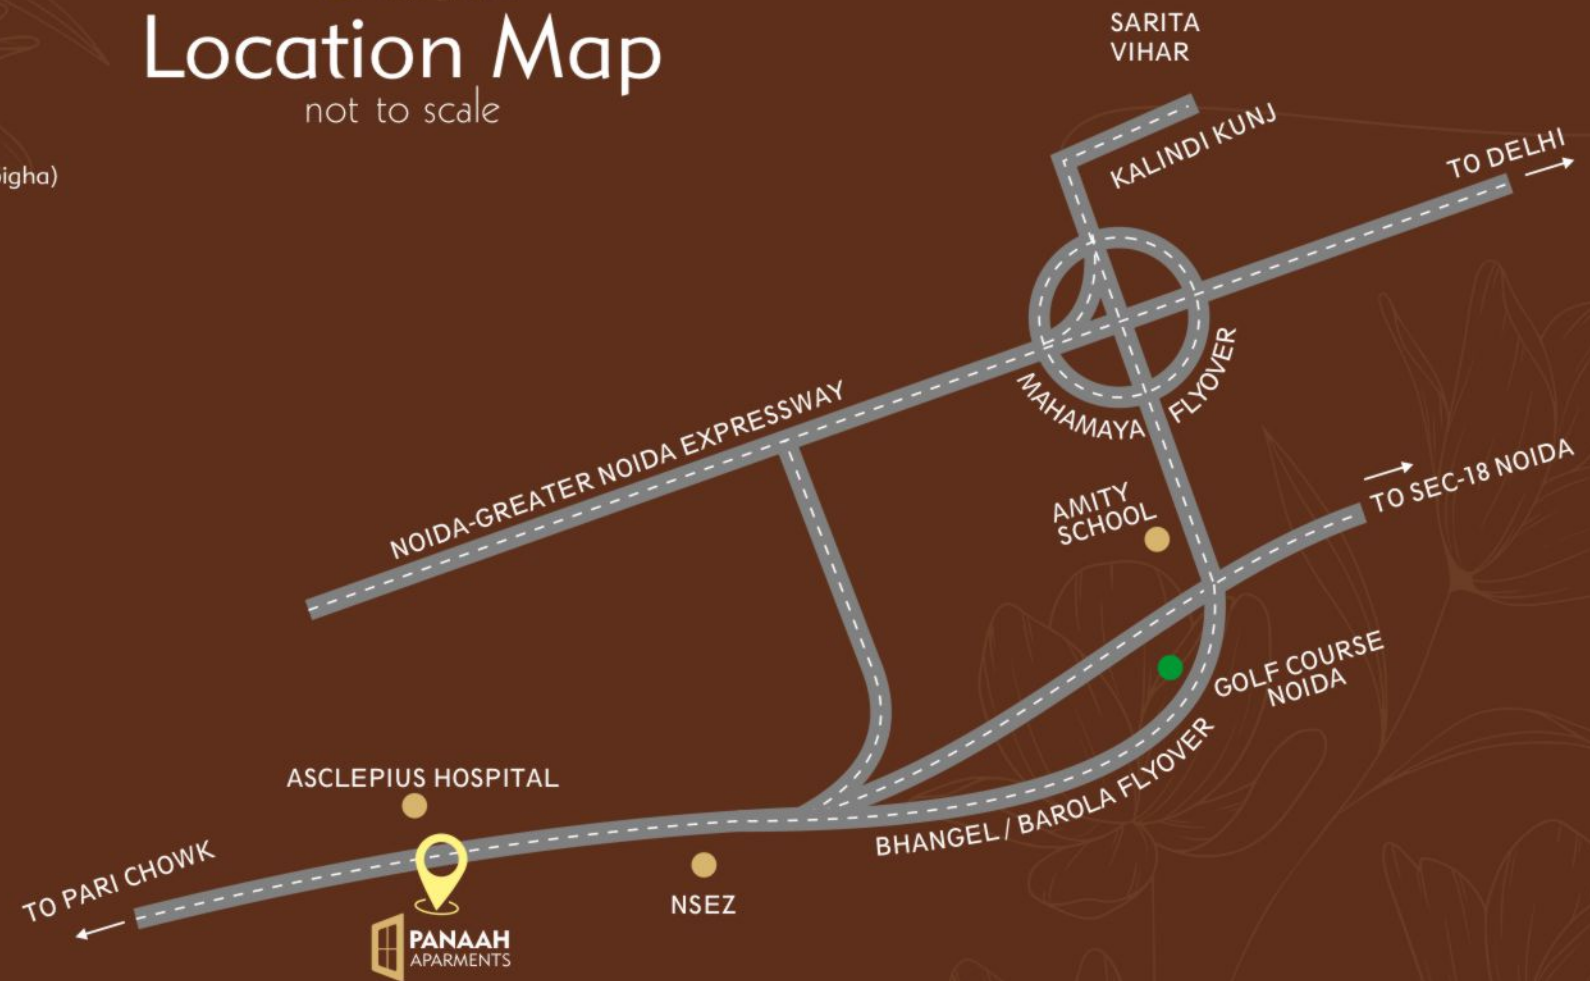 Location Map
not to scale
igha)
SARITA
VIHAR
KALINDI KUNJ
TO DELHI
MAHAMAYA FLYOVER
NOIDA-GREATER NOIDA EXPRESSWAY
AMITY
SCHOOL
TO SEC-18 NOIDA
GOLF COURSE
NOIDA
BHANGEL / BAROLA FLYOVER
ASCLEPIUS HOSPITAL
TO PARI CHOWK
NSEZ
PANAAH
APARMENTS